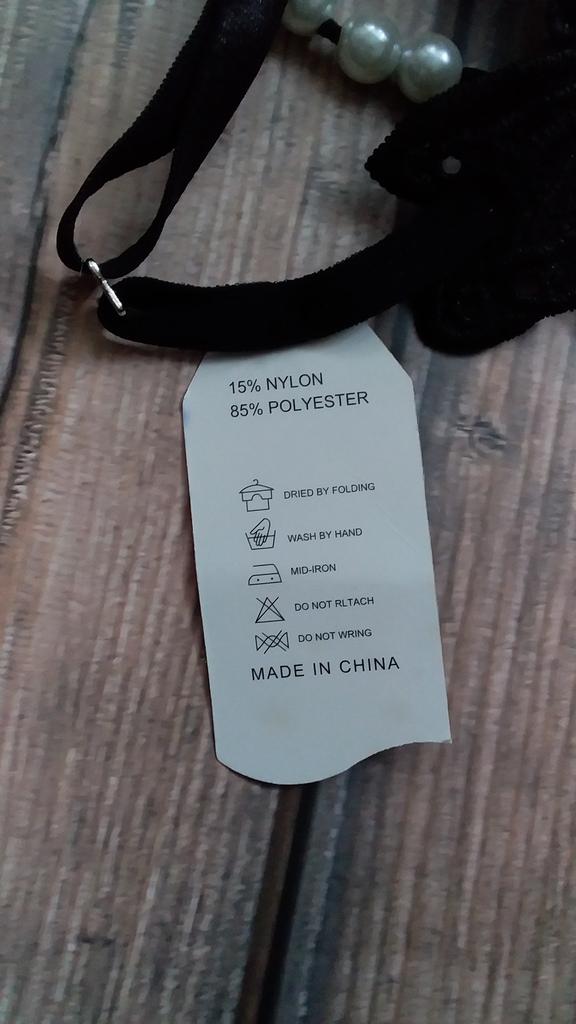 15% NYLON
85% POLYESTER
DRIED BY FOLDING
WASH BY HAND
MID-IRON
DO NOT RLTACH
DO NOT WRING
MADE IN CHINA